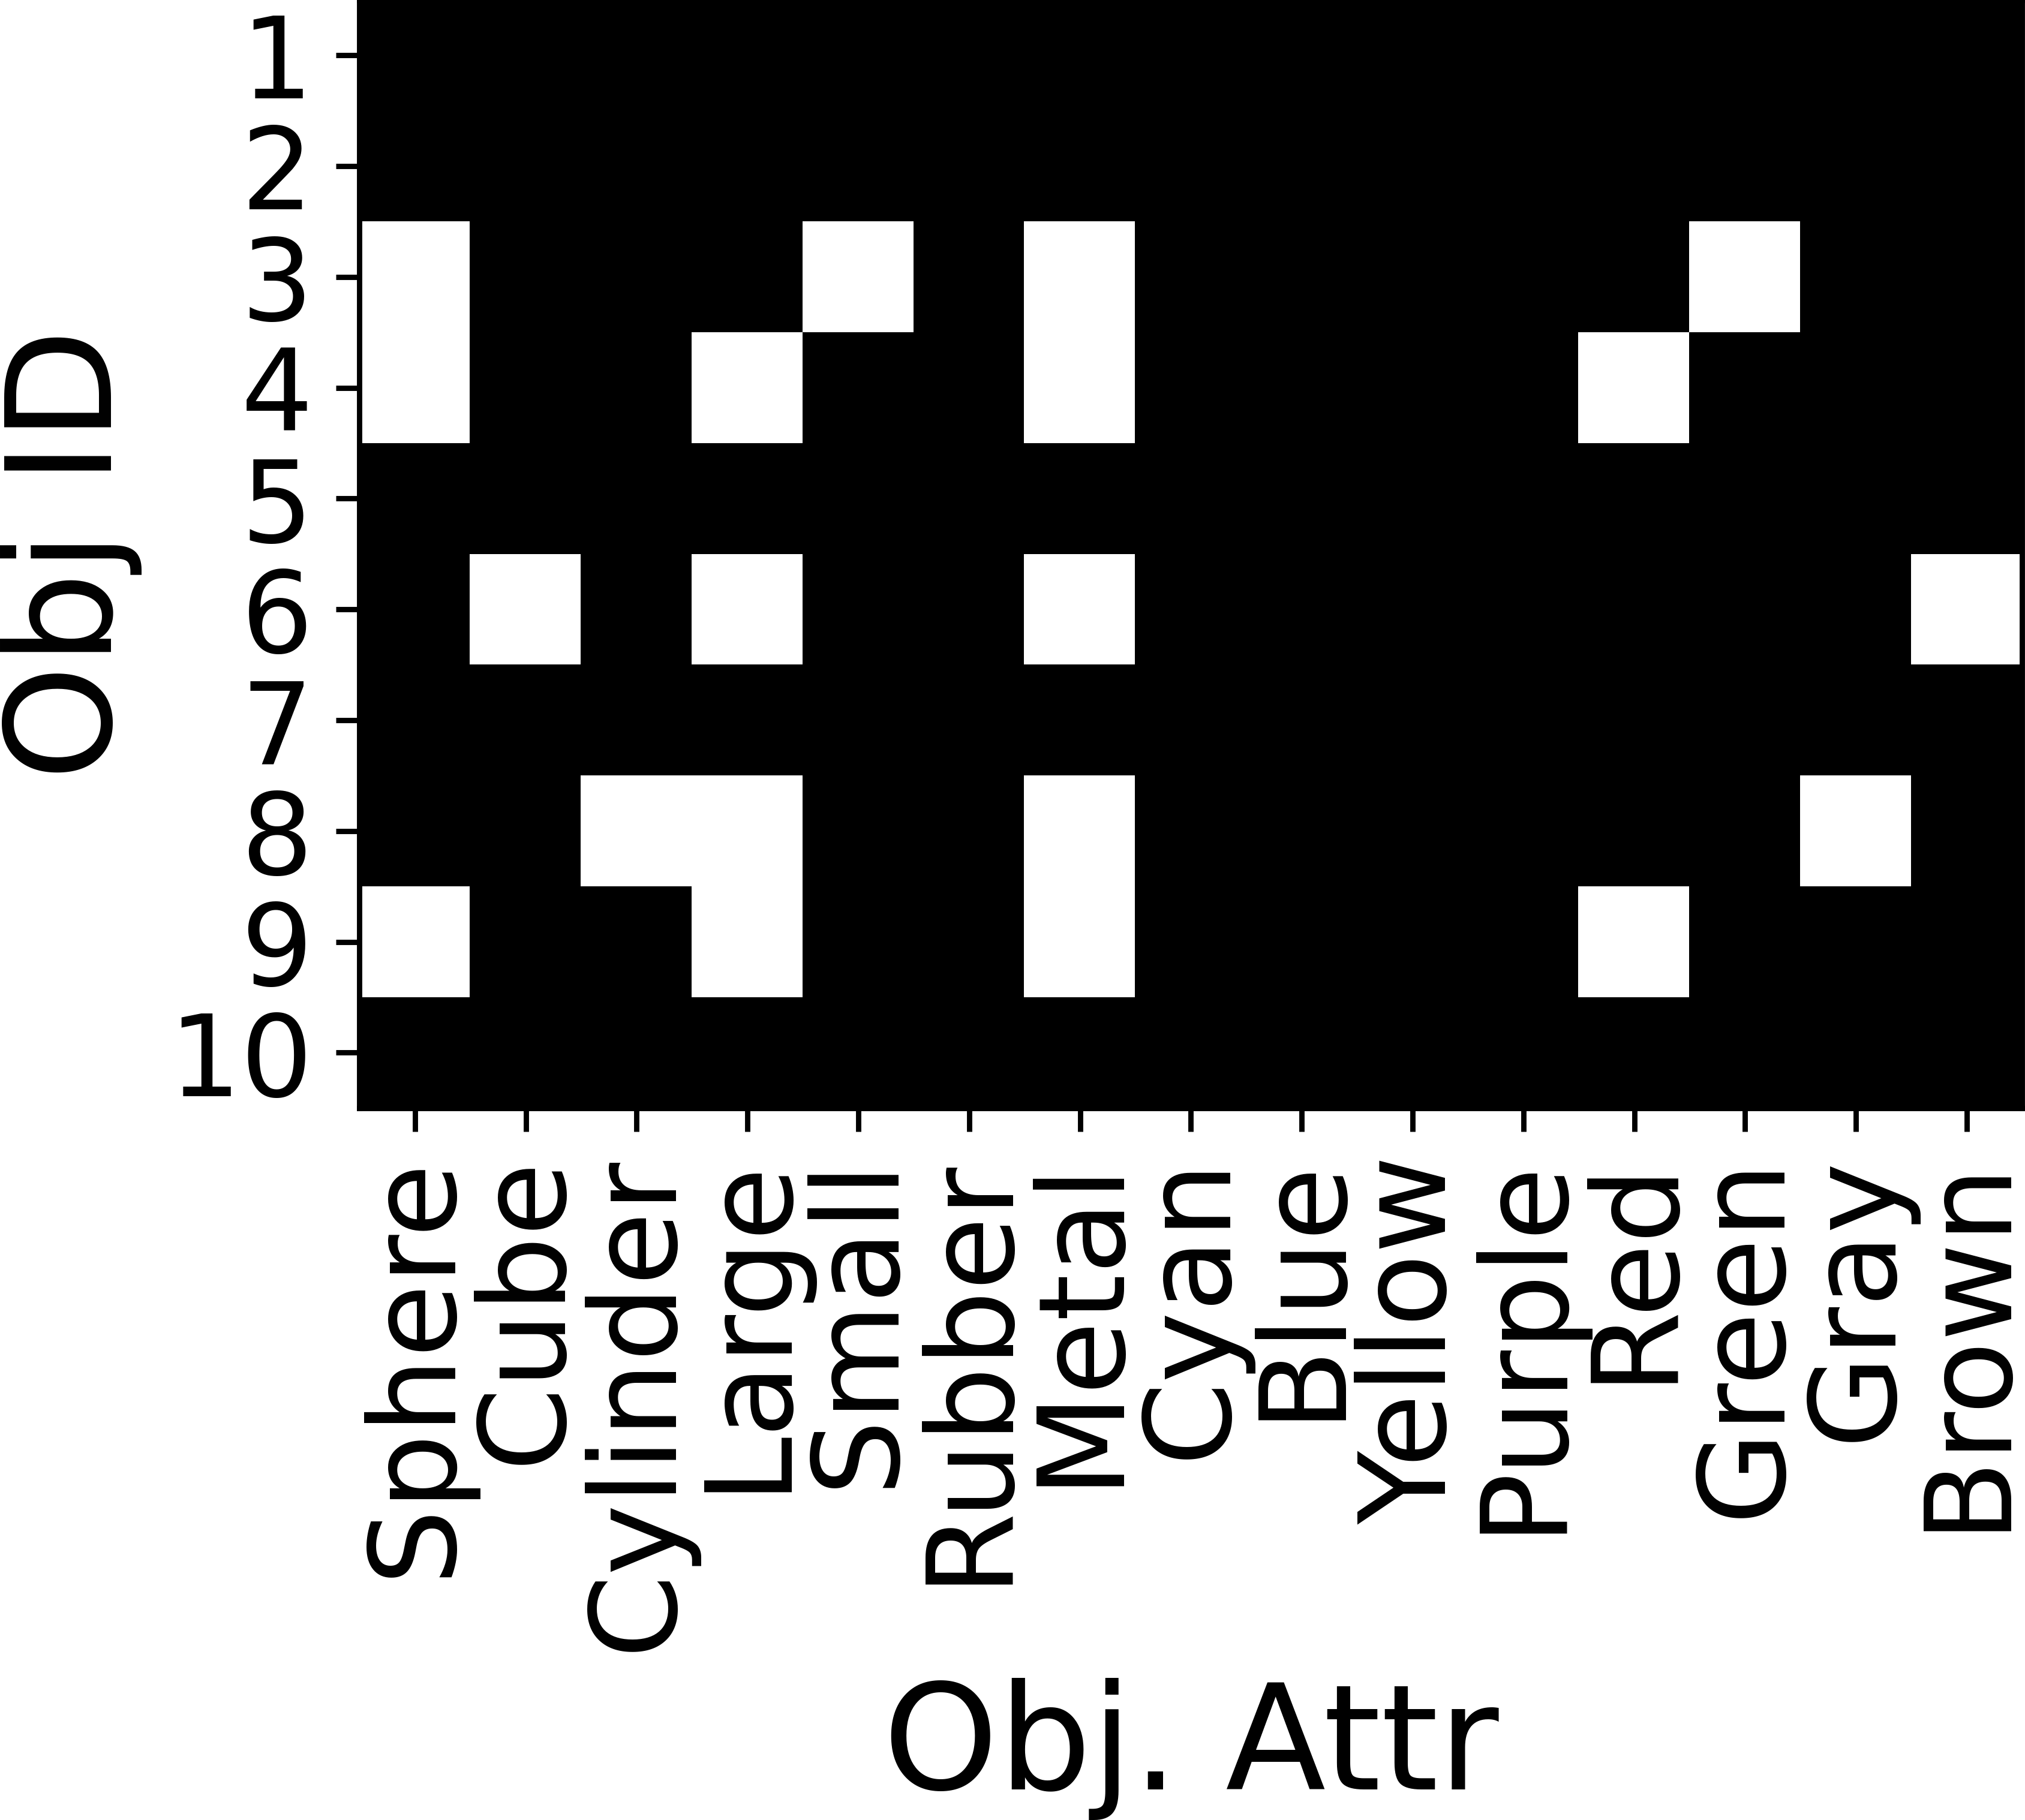 Obj ID
1
2
3
4
5
6
7
8
9
10
Sphere
Cube
Cylinder
Large
Small
Rubber
Metal
Cyan
Blue
Yellow
Purple
Red
Green
Gray
Brown
Obj. Attr